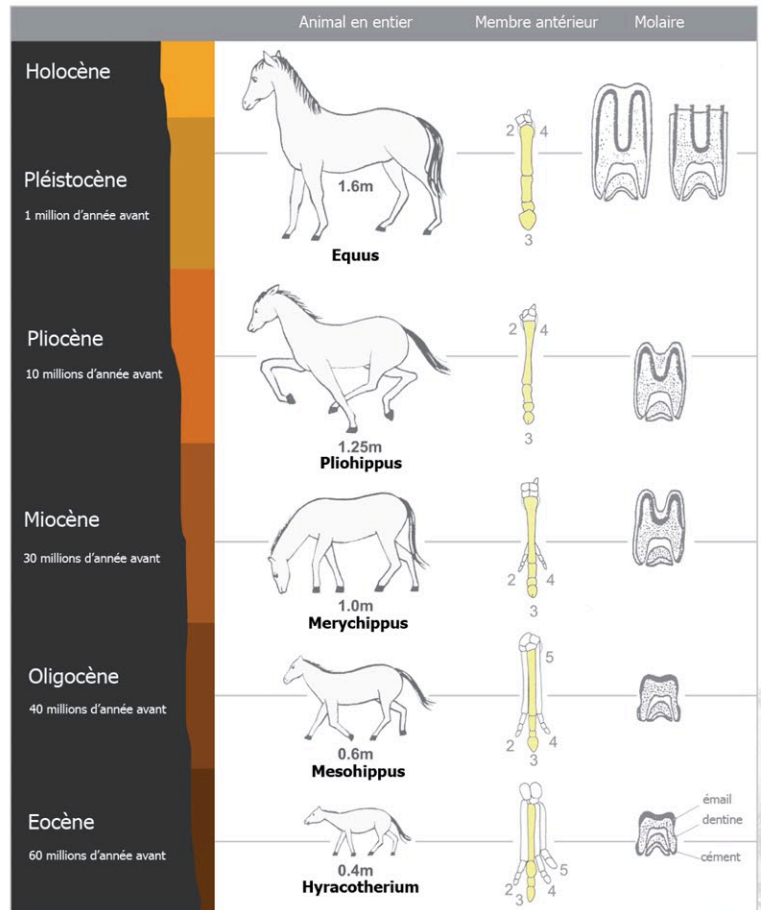 Animal en entier Membre antérieur Molaire
Holocène
2 4
Pléistocène
1.6m
1 million d'année avant
3
Equus
2 4
Pliocène
10 millions d'année avant
3
1.25m
Pliohippus
Miocène
30 millions d'année avant
2 4
1.0m
3
Merychippus
5
Oligocène
40 millions d'année avant
2 4
0.6m
3
Mesohippus
émail
Eocène
dentine
60 millions d'année avant
cément
0.4m
5
2 4
3
Hyracotherium